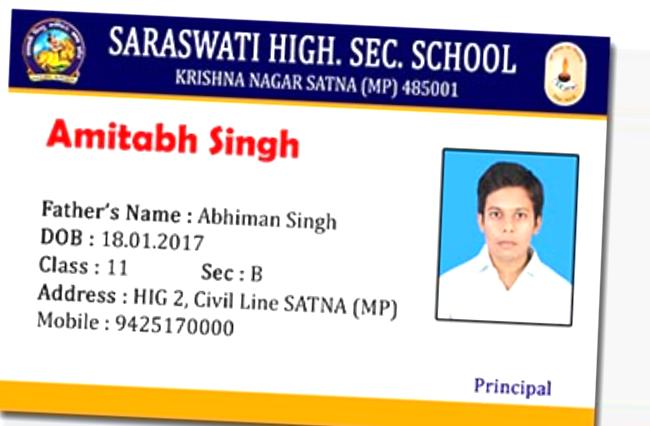 SARASWATI HIGH. SEC. SCHOOL
KRISHNA NAGAR SATNA (MP) 485001
Amitabh Singh
Father's Name : Abhiman Singh
DOB : 18.01.2017
Class : 11 Sec : B
Address : HIG 2, Civil Line SATNA (MP)
Mobile : 9425170000
Principal